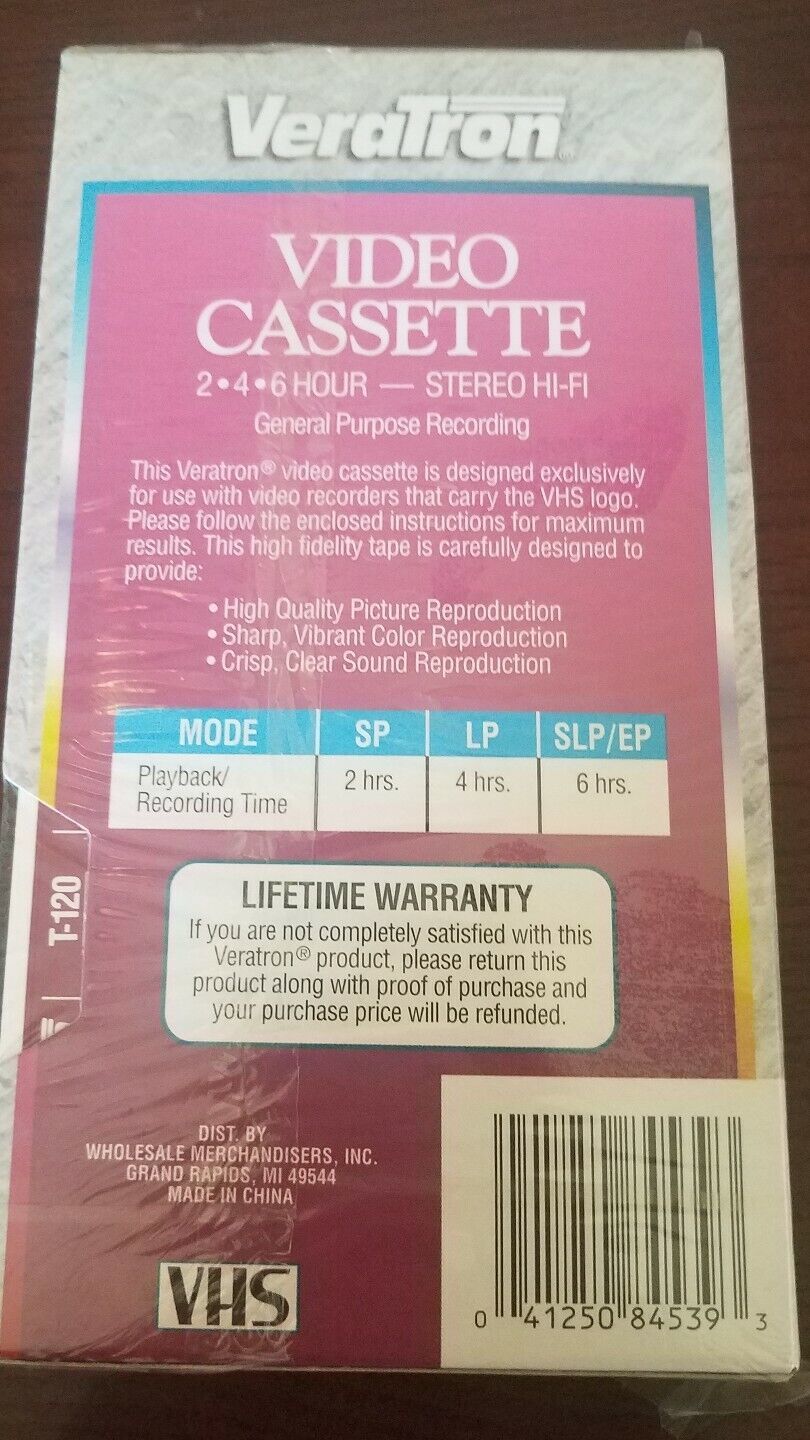 VeraTron
VIDEO
CASSETTE
2•4•6 HOUR — STEREO HI-FI
General Purpose Recording
This Veratron® video cassette is designed exclusively
for use with video recorders that carry the VHS logo.
Please follow the enclosed instructions for maximum
results. This high fidelity tape is carefully designed to
provide:
• High Quality Picture Reproduction
• Sharp, Vibrant Color Reproduction
• Crisp, Clear Sound Reproduction
MODE SP LP SLP/EP
Playback/ 2 hrs. 4 hrs. 6 hrs.
Recording Time
T-120
LIFETIME WARRANTY
If you are not completely satisfied with this
Veratron® product, please return this
product along with proof of purchase and
your purchase price will be refunded.
DIST. BY
WHOLESALE MERCHANDISERS, INC.
GRAND RAPIDS, MI 49544
MADE IN CHINA
VHS
0 41250 84539 3